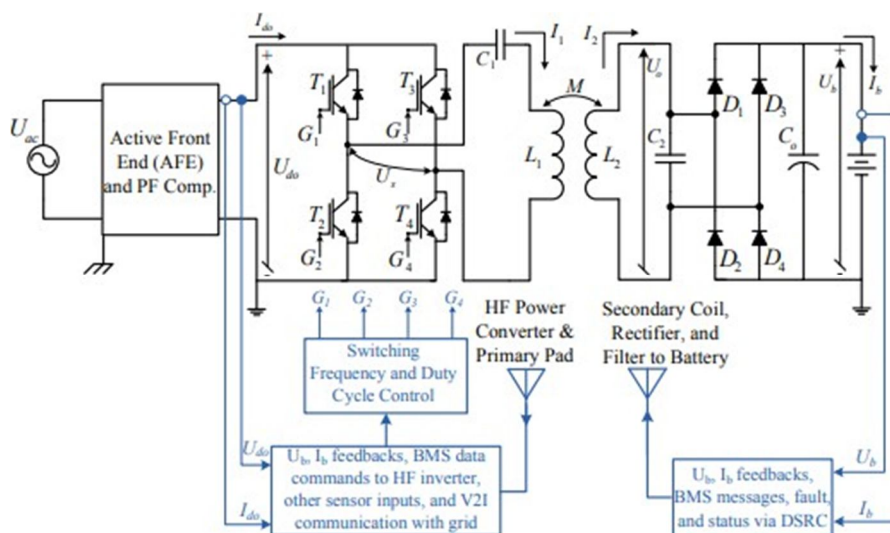 I_do
C_1
I_1
I_2
I_b
U_ac
Active Front
End (AFE)
and PF Comp.
+
U_do
-
T_1
G_1
T_3
G_3
U_s
T_2
G_2
T_4
G_4
M
L_1
L_2
+
U_o
-
C_2
D_1
D_3
D_2
D_4
C_o
+
U_b
-
G_1
G_2
G_3
G_4
HF Power
Converter &
Primary Pad
Secondary Coil,
Rectifier, and
Filter to Battery
Switching
Frequency and Duty
Cycle Control
U_do
I_do
U_b, I_b feedbacks, BMS data
commands to HF inverter,
other sensor inputs, and V2I
communication with grid
U_b, I_b feedbacks,
BMS messages, fault,
and status via DSRC
U_b
I_b